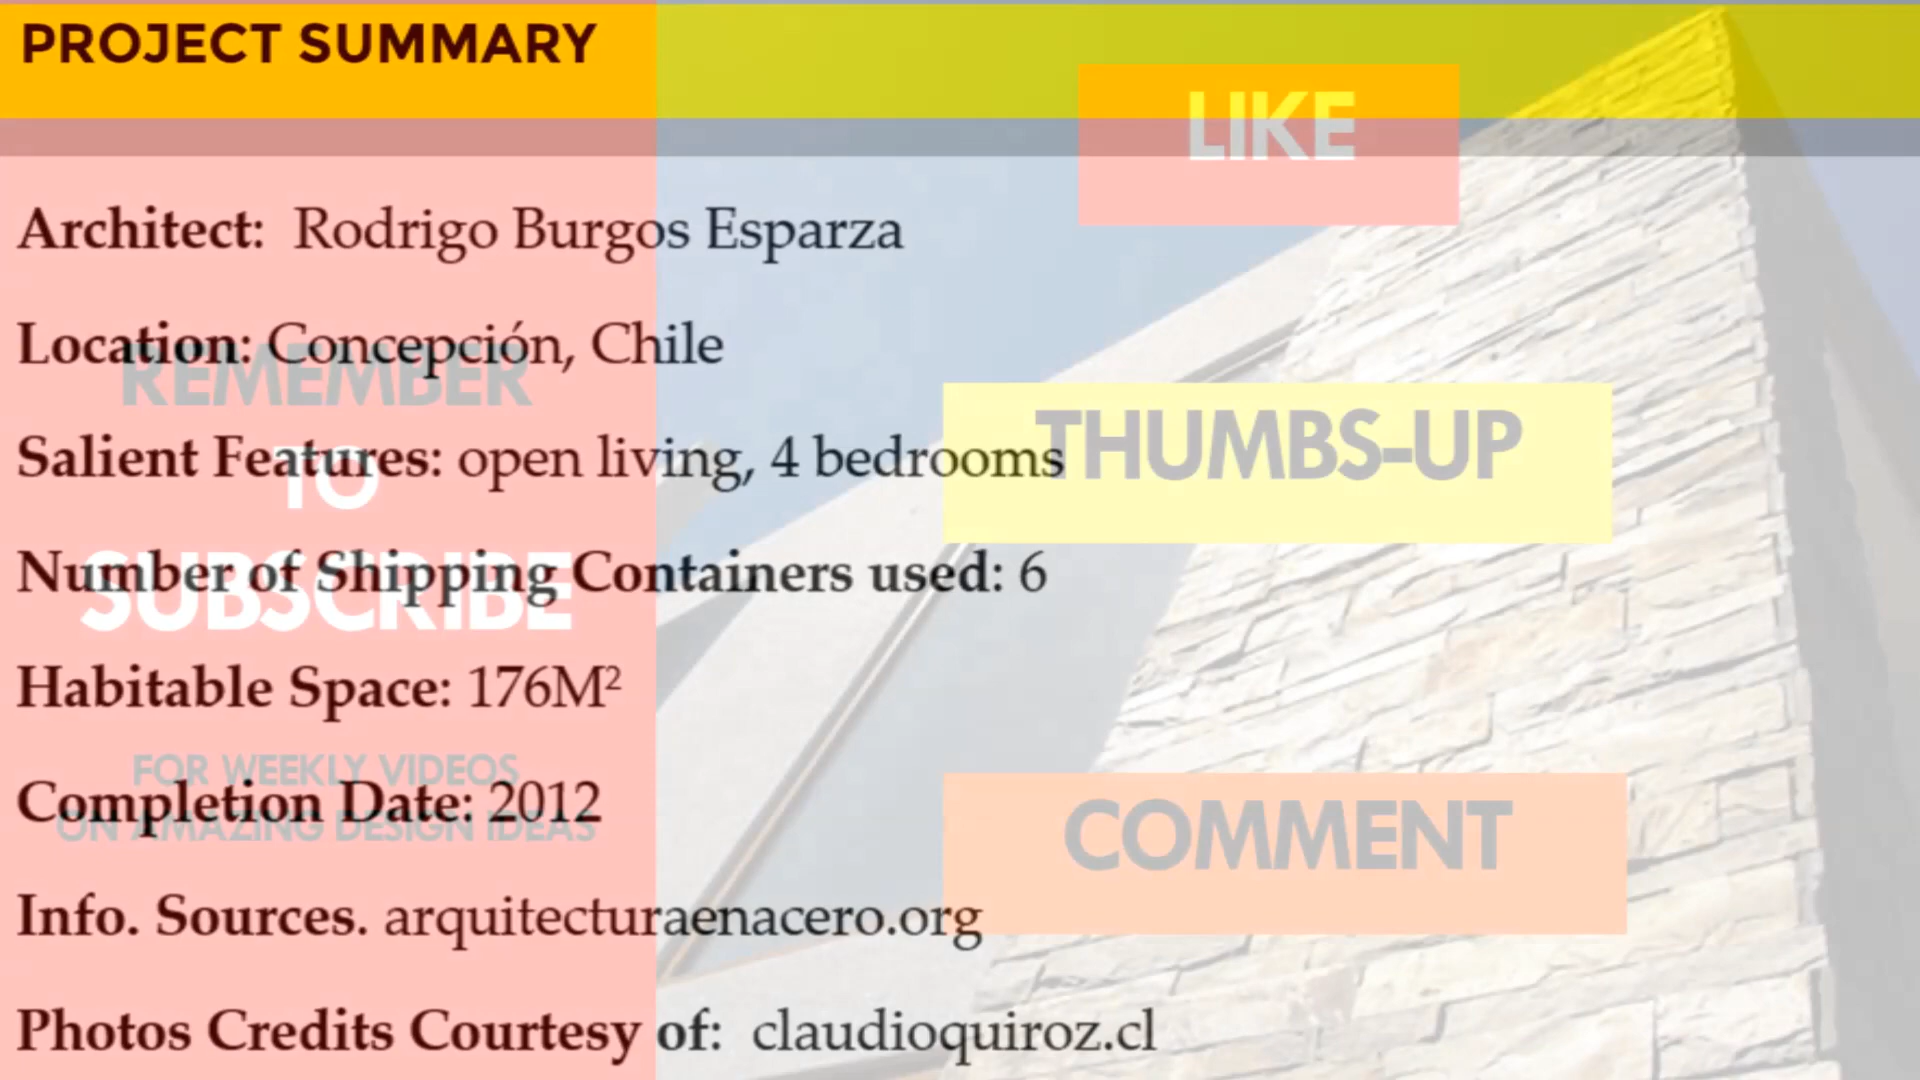 PROJECT SUMMARY
LIKE
Architect: Rodrigo Burgos Esparza
Location: Concepción, Chile
REMEMBER
THUMBS-UP
Salient Features: open living, 4 bedrooms
TO
Number of Shipping Containers used: 6
SUBSCRIBE
Habitable Space: 176M²
FOR WEEKLY VIDEOS
Completion Date: 2012
ON AMAZING DESIGN IDEAS
COMMENT
Info. Sources. arquitecturaenacero.org
Photos Credits Courtesy of: claudioquiroz.cl